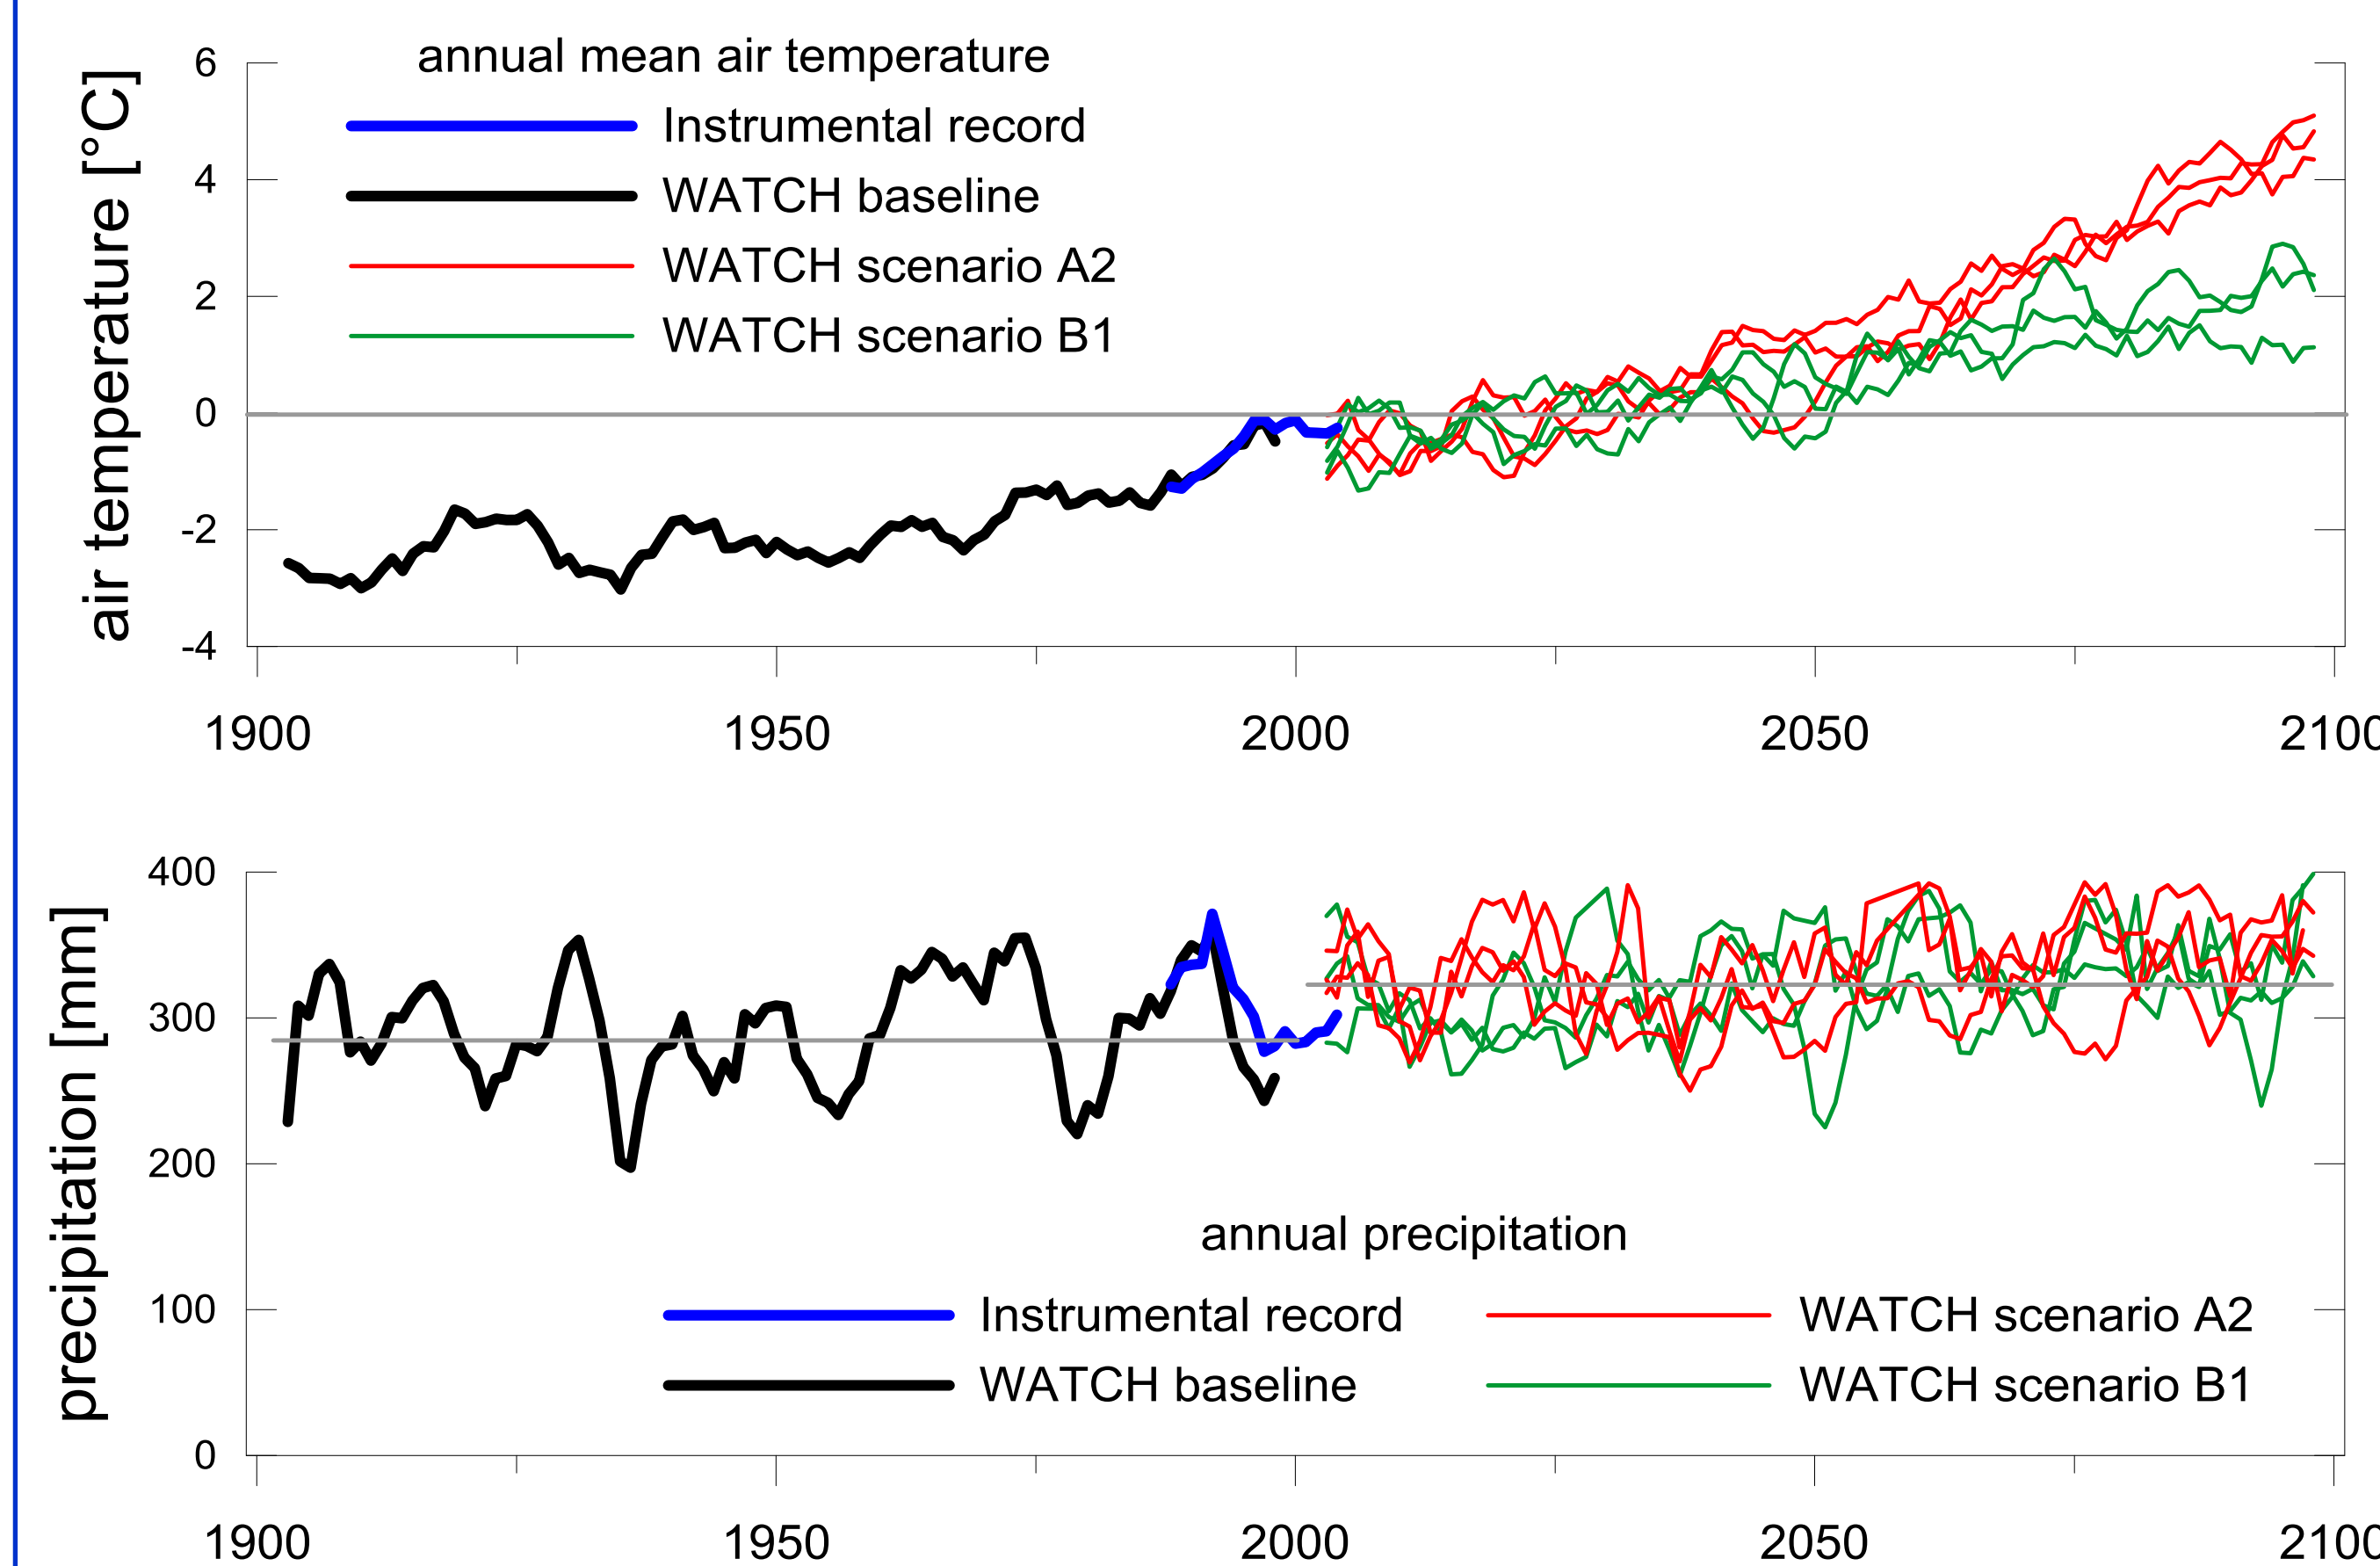 annual mean air temperature
Instrumental record
WATCH baseline
WATCH scenario A2
WATCH scenario B1
air temperature [°C]
6
4
2
0
-2
-4
1900 1950 2000 2050 2100
precipitation [mm]
400
300
200
100
0
annual precipitation
Instrumental record WATCH scenario A2
WATCH baseline WATCH scenario B1
1900 1950 2000 2050 2100